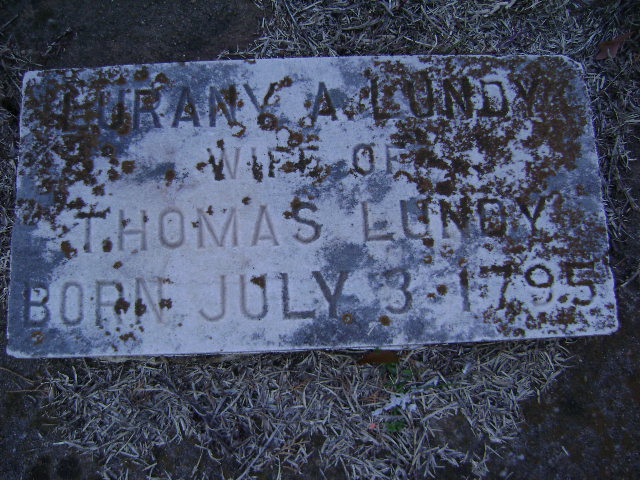 LURANY A LUNDY
WIFE OF
THOMAS LUNDY
BORN JULY 3 1795